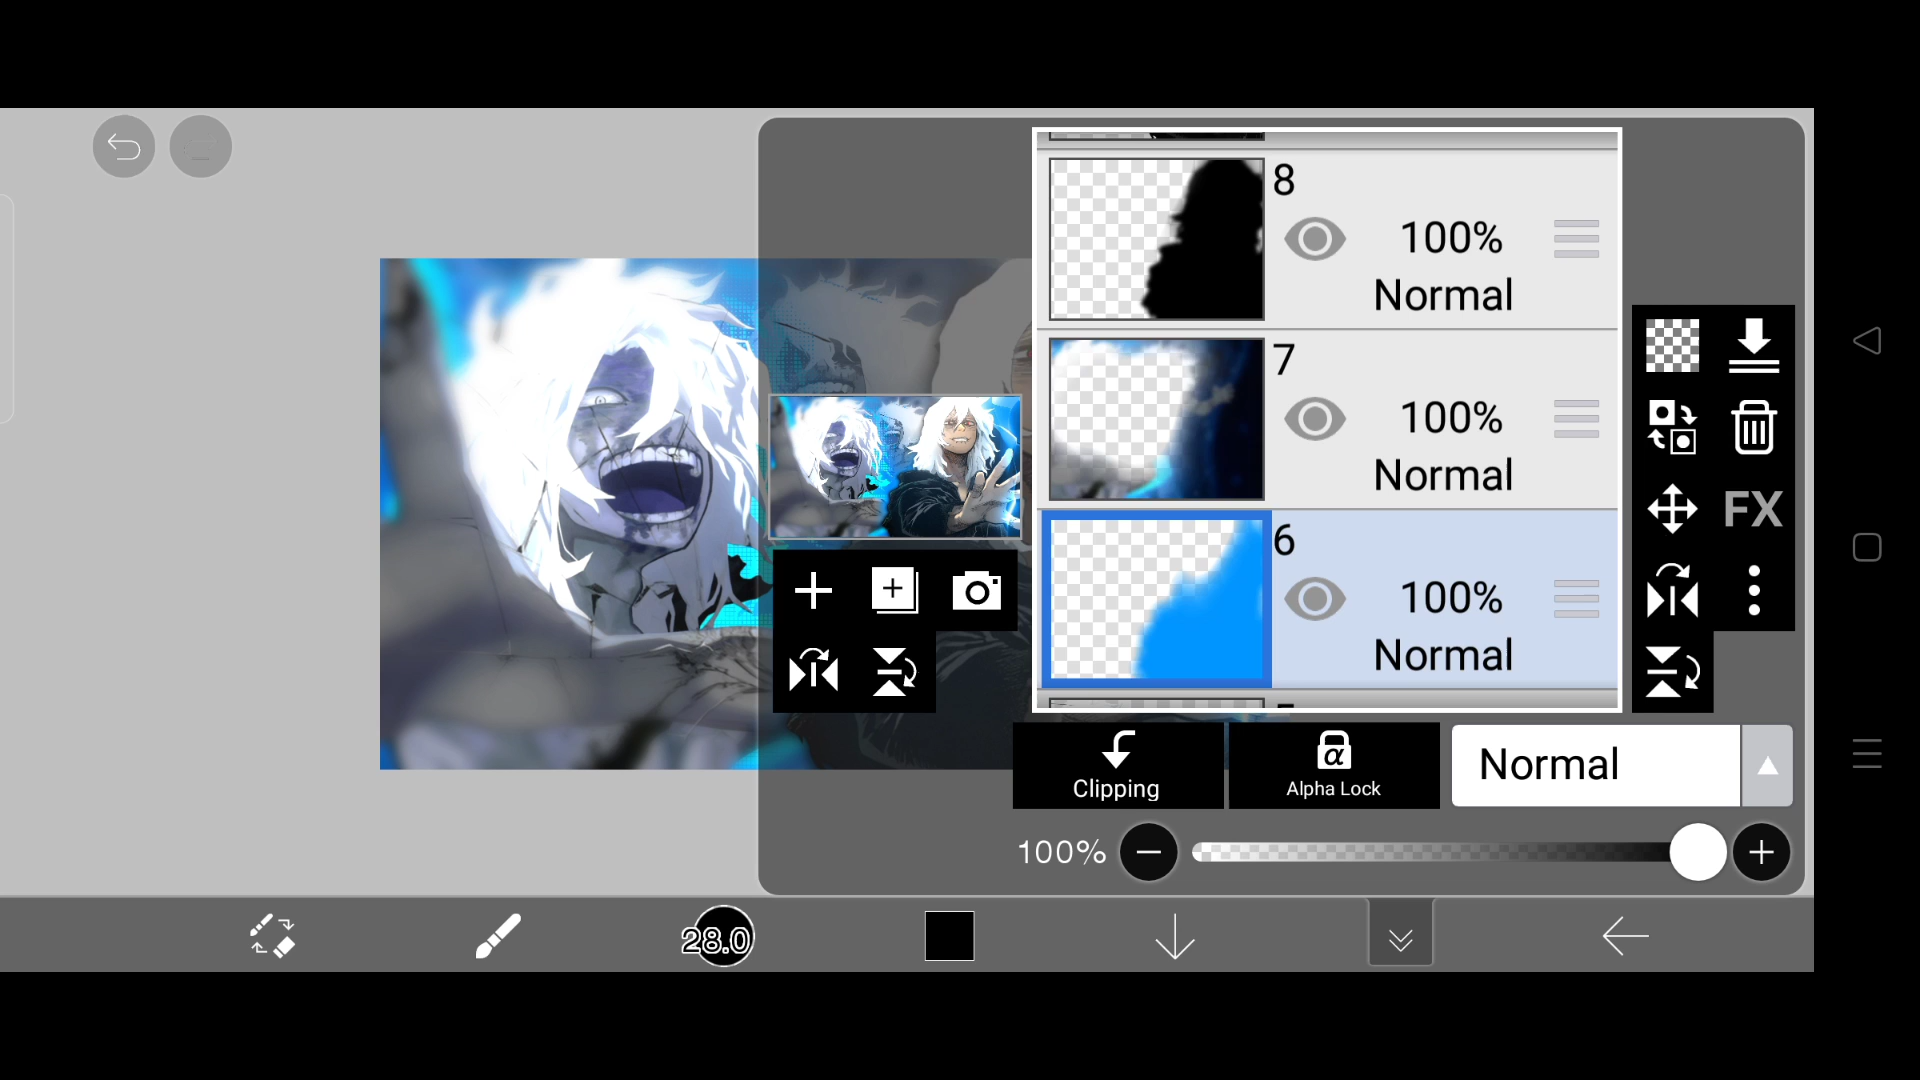 8
100%
Normal
7
100%
Normal
FX
6
100%
Normal
Clipping
α
Alpha Lock
Normal
100%
28.0